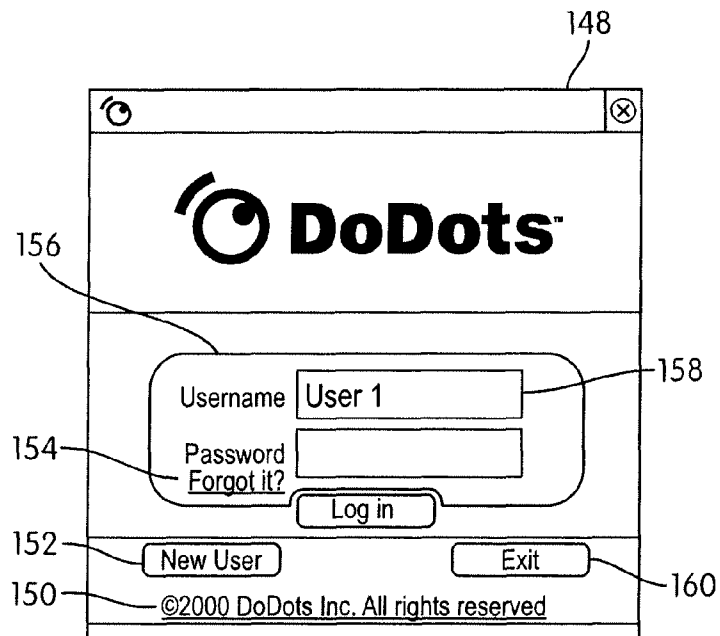 148
DoDots™
156
Username User 1
158
154
Password
Forgot it?
Log in
152
New User
Exit
160
150
©2000 DoDots Inc. All rights reserved